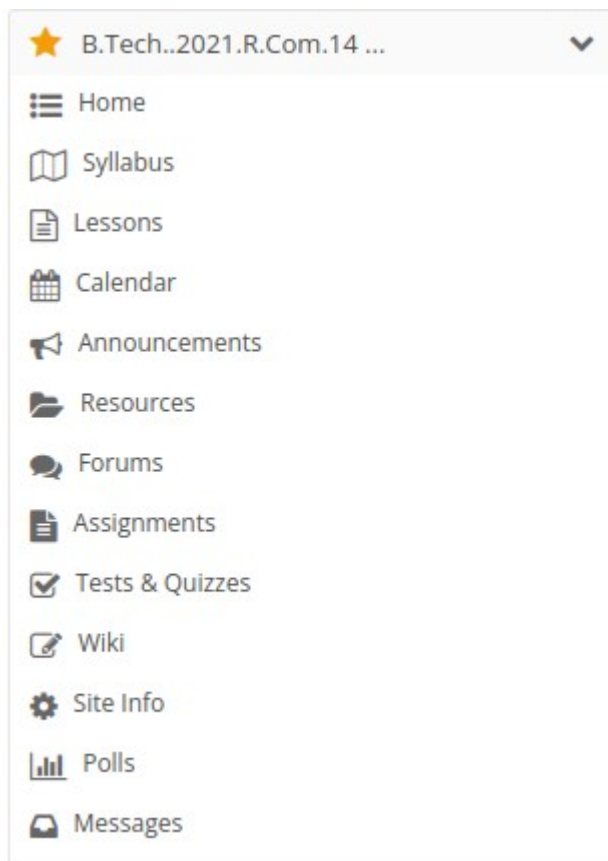 B.Tech..2021.R.Com.14 ...
Home
Syllabus
Lessons
Calendar
Announcements
Resources
Forums
Assignments
Tests & Quizzes
Wiki
Site Info
Polls
Messages